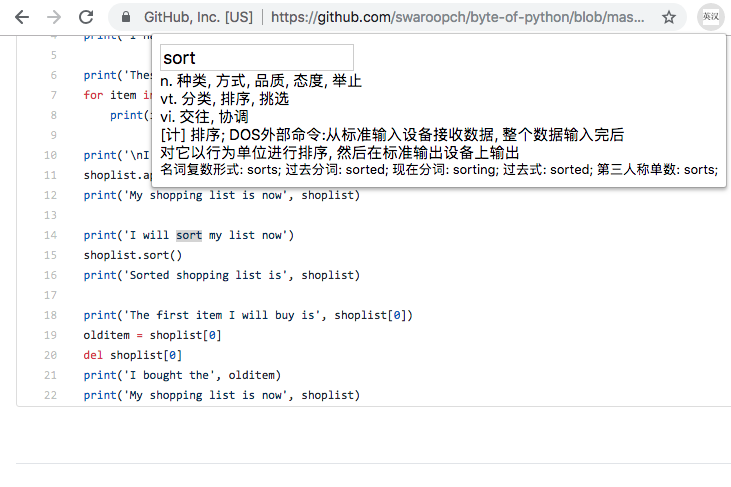 GitHub, Inc. [US] | https://github.com/swaroopch/byte-of-python/blob/mas... 英汉
4 print('I ha
5
6 print('Thes
7 for item in
8 print(i
9
10 print('\nI
11 shoplist.ap
12 print('My shopping list is now', shoplist)
13
14 print('I will sort my list now')
15 shoplist.sort()
16 print('Sorted shopping list is', shoplist)
17
18 print('The first item I will buy is', shoplist[0])
19 olditem = shoplist[0]
20 del shoplist[0]
21 print('I bought the', olditem)
22 print('My shopping list is now', shoplist)
sort
n. 种类, 方式, 品质, 态度, 举止
vt. 分类, 排序, 挑选
vi. 交往, 协调
[计] 排序; DOS外部命令:从标准输入设备接收数据, 整个数据输入完后
对它以行为单位进行排序, 然后在标准输出设备上输出
名词复数形式: sorts; 过去分词: sorted; 现在分词: sorting; 过去式: sorted; 第三人称单数: sorts;